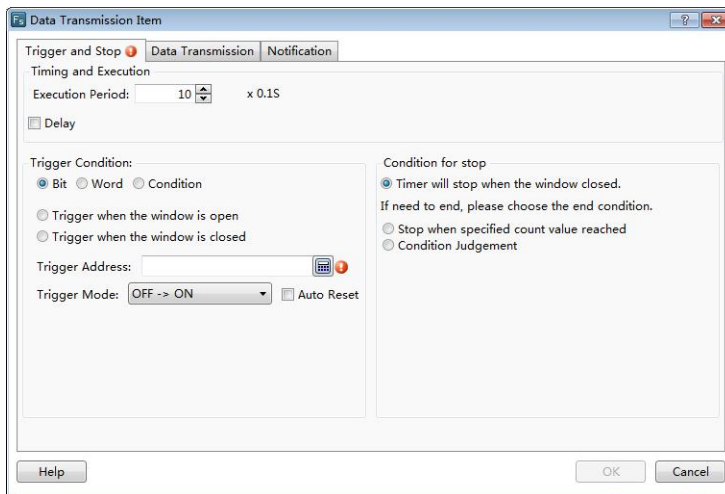 Fs Data Transmission Item ?
Trigger and Stop ! Data Transmission Notification
Timing and Execution
Execution Period: 10 x 0.1S
Delay
Trigger Condition:
Bit Word Condition
Trigger when the window is open
Trigger when the window is closed
Trigger Address: !
Trigger Mode: OFF -> ON Auto Reset
Condition for stop
Timer will stop when the window closed.
If need to end, please choose the end condition.
Stop when specified count value reached
Condition Judgement
Help OK Cancel